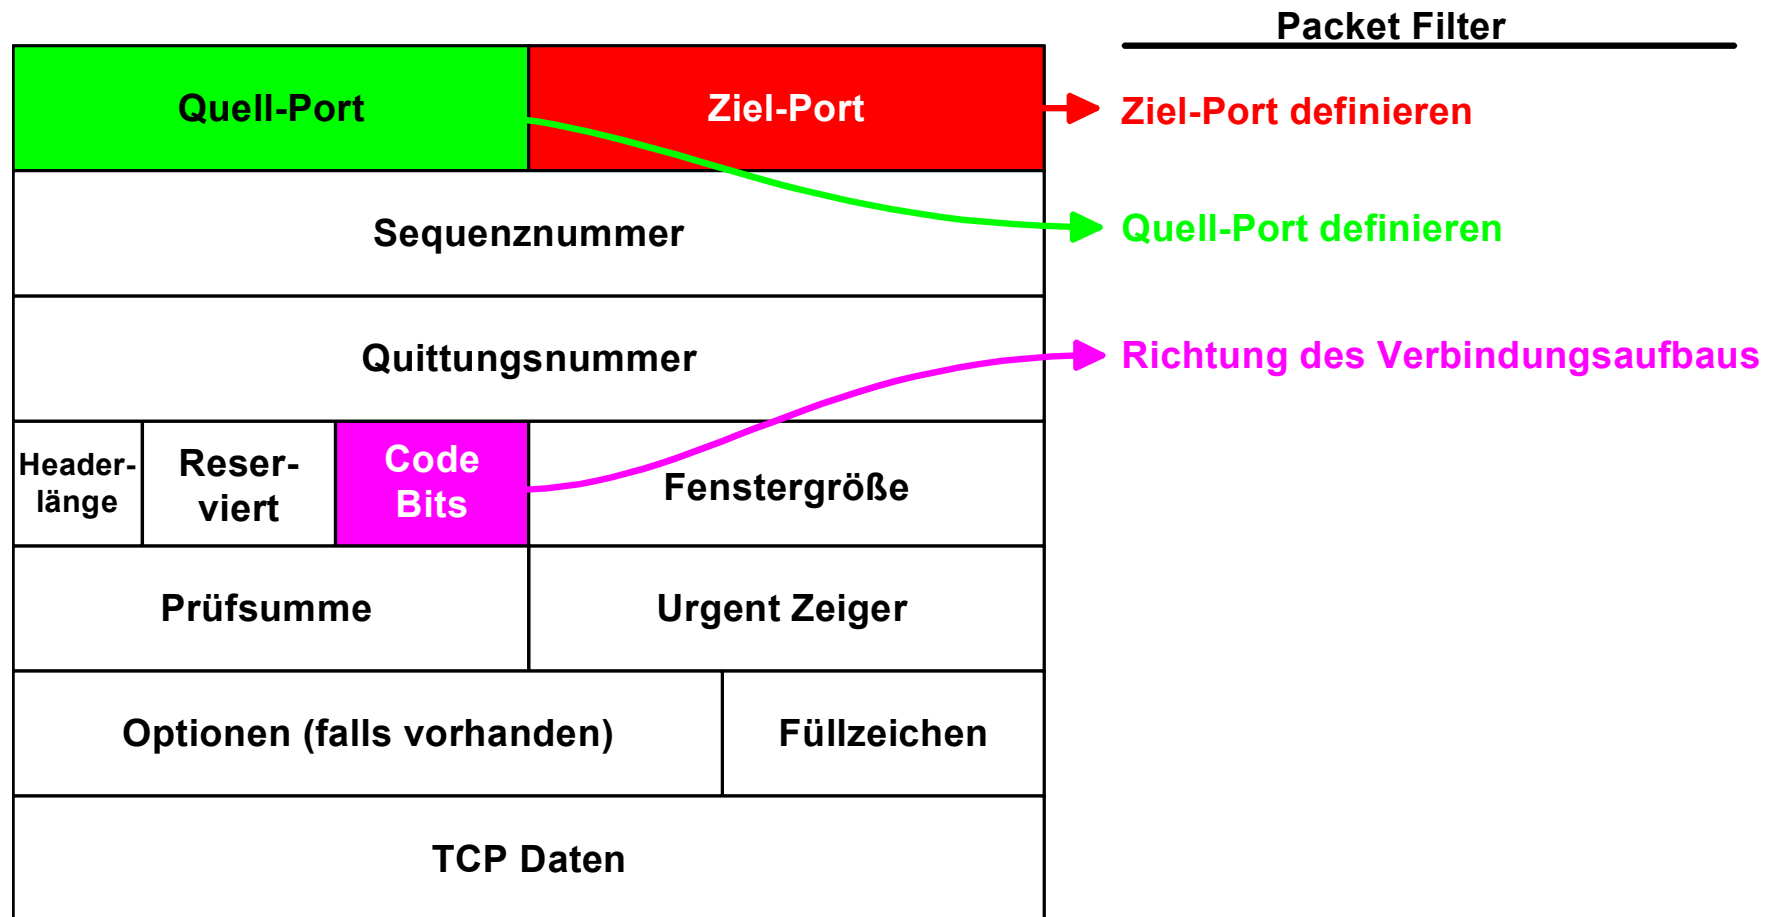 Packet Filter
Quell-Port
Ziel-Port
Ziel-Port definieren
Sequenznummer
Quell-Port definieren
Quittungsnummer
Richtung des Verbindungsaufbaus
Header-
länge
Reser-
viert
Code
Bits
Fenstergröße
Prüfsumme
Urgent Zeiger
Optionen (falls vorhanden)
Füllzeichen
TCP Daten